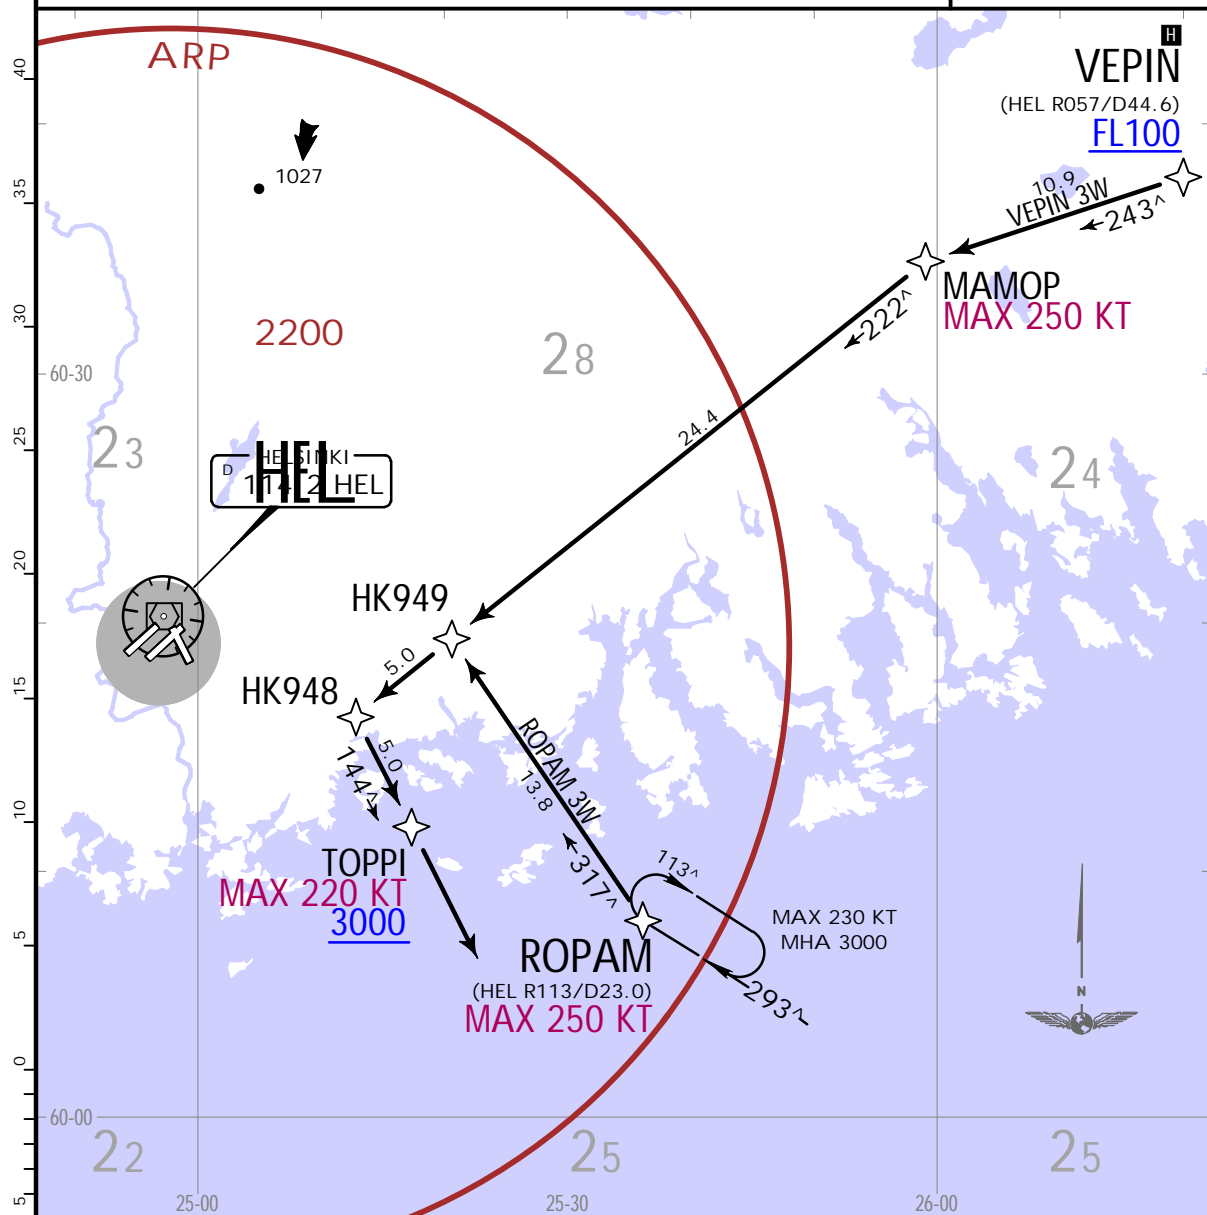 ARP
H
VEPIN
(HEL R057/D44.6)
FL100
1027
10.9
VEPIN 3W
243^
MAMOP
MAX 250 KT
222^
2200
28
60-30
24.4
23
24
HELSINKI
D
HEL
114.2 HEL
HK949
5.0
HK948
5.0
144^
ROPAM 3W
13.8
317^
TOPPI
MAX 220 KT
3000
113^
MAX 230 KT
MHA 3000
ROPAM
(HEL R113/D23.0)
MAX 250 KT
293^
N
60-00
22
25
25
25-00
25-30
26-00
40
35
30
25
20
15
10
5
0
5